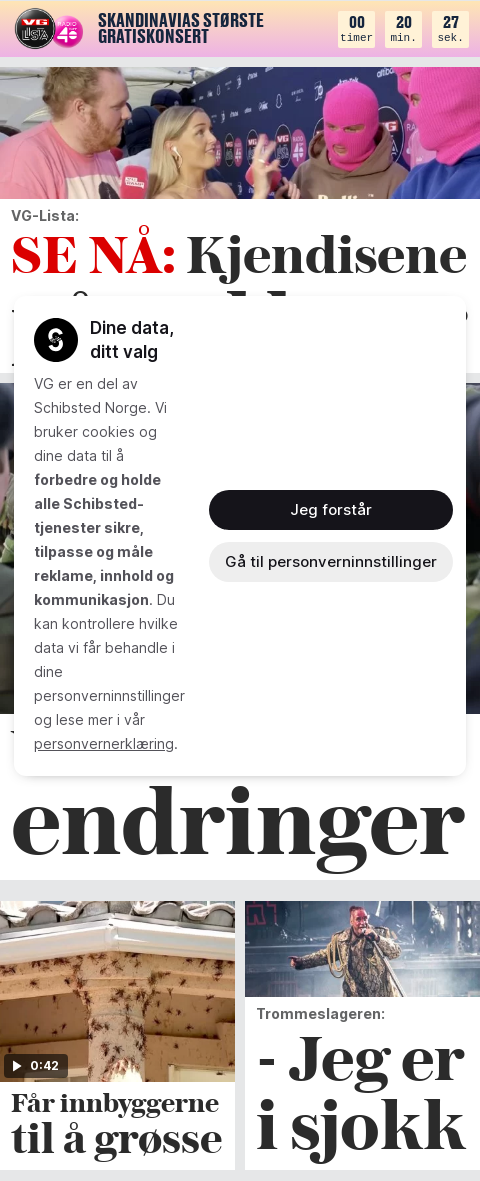 VG
LISTA
RADIO
SKANDINAVIAS STØRSTE
GRATISKONSERT
00
timer
20
min.
27
sek.
VG-Lista:
SE NÅ: Kjendisene
Dine data,
ditt valg
VG er en del av
Schibsted Norge. Vi
bruker cookies og
dine data til å
forbedre og holde
alle Schibsted-
tjenester sikre,
tilpasse og måle
reklame, innhold og
kommunikasjon. Du
kan kontrollere hvilke
data vi får behandle i
dine
personverninnstillinger
og lese mer i vår
personvernerklæring.
Jeg forstår
Gå til personverninnstillinger
endringer
0:42
Får innbyggerne
til å grøsse
Trommeslageren:
- Jeg er
i sjokk